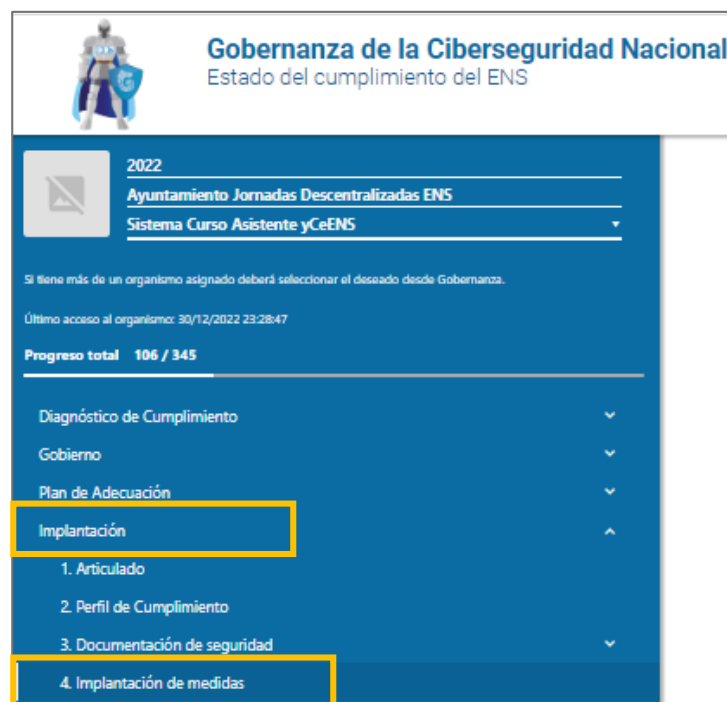 Gobernanza de la Ciberseguridad Nacional
Estado del cumplimiento del ENS
2022
Ayuntamiento Jornadas Descentralizadas ENS
Sistema Curso Asistente yCeENS
Si tiene más de un organismo asignado deberá seleccionar el deseado desde Gobernanza.
Último acceso al organismo: 30/12/2022 23:28:47
Progreso total 106 / 345
Diagnóstico de Cumplimiento
Gobierno
Plan de Adecuación
Implantación
1. Articulado
2. Perfil de Cumplimiento
3. Documentación de seguridad
4. Implantación de medidas